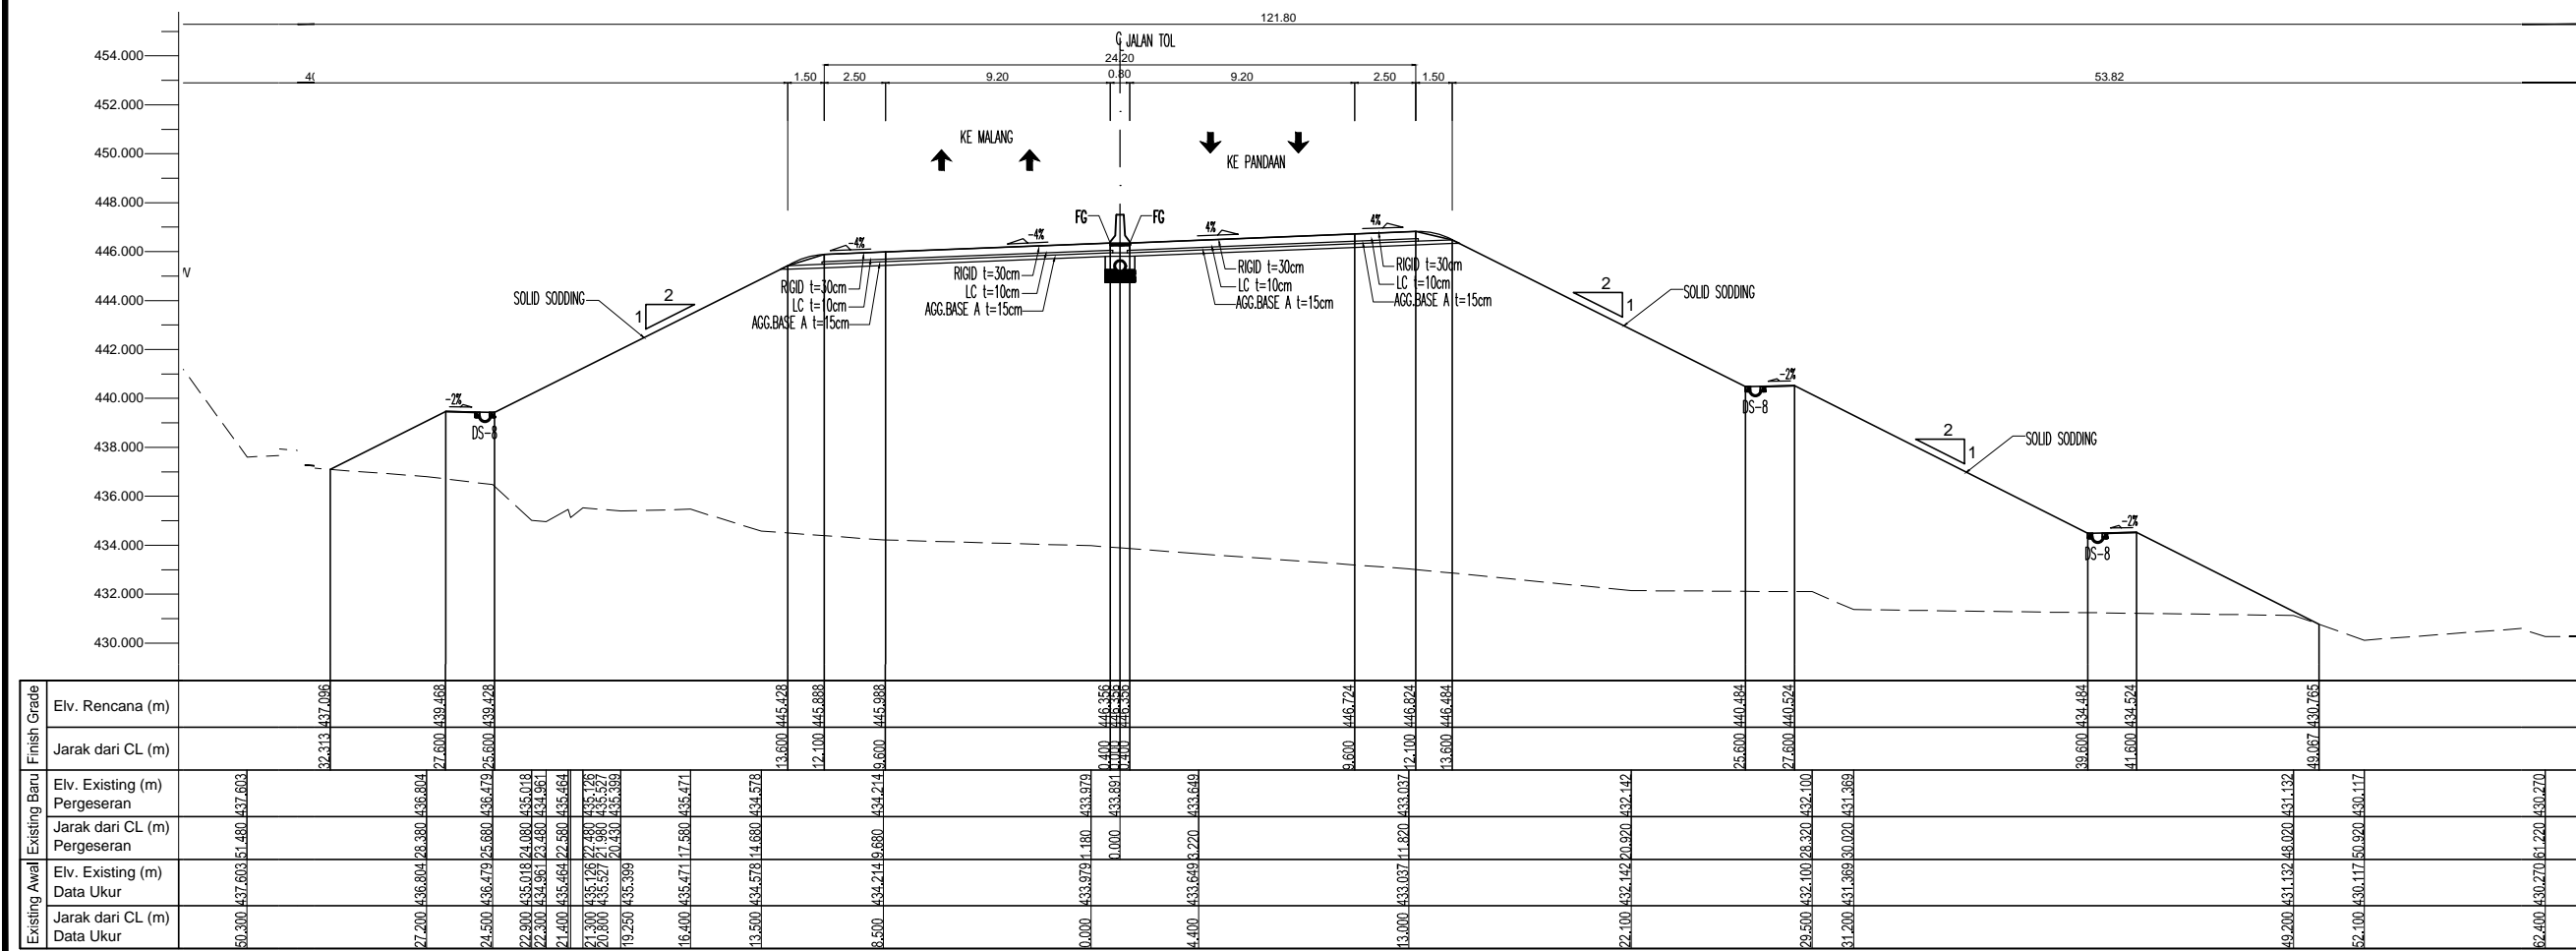 121.80
℄ JALAN TOL
24.20
1.50 2.50 9.20 0.80 9.20 2.50 1.50 53.82
454.000
452.000
450.000
448.000
446.000
444.000
442.000
440.000
438.000
436.000
434.000
432.000
430.000
KE MALANG
KE PANDAAN
FG FG
-4% -4% 4% 4%
RIGID t=30cm
LC t=10cm
AGG.BASE A t=15cm
RIGID t=30cm
LC t=10cm
AGG.BASE A t=15cm
RIGID t=30cm
LC t=10cm
AGG.BASE A t=15cm
RIGID t=30cm
LC t=10cm
AGG.BASE A t=15cm
SOLID SODDING
2
1
2
1
SOLID SODDING
-2%
DS-8
-2%
DS-8
2
1
SOLID SODDING
-2%
DS-8
Finish Grade
Elv. Rencana (m) 437.096 439.468 439.428 445.428 445.888 445.988 446.356 446.356 446.356 446.724 446.824 446.484 440.484 440.524 434.484 434.524 430.765
Jarak dari CL (m) 32.313 27.600 25.600 13.600 12.100 9.600 0.400 0.000 0.400 9.600 12.100 13.600 25.600 27.600 39.600 41.600 49.067
Existing Baru
Elv. Existing (m) Pergeseran 437.603 436.804 436.479 435.018 434.961 435.464 435.126 435.527 435.399 435.471 434.578 434.214 433.979 433.891 433.649 433.037 432.142 432.100 431.369 431.132 430.117 430.270
Jarak dari CL (m) Pergeseran 51.480 28.380 25.680 24.080 23.480 22.580 22.480 21.980 20.430 17.580 14.680 9.680 1.180 0.000 3.220 11.820 20.920 28.320 30.020 48.020 50.920 61.220
Existing Awal
Elv. Existing (m) Data Ukur 437.603 436.804 436.479 435.018 434.961 435.464 435.126 435.527 435.399 435.471 434.578 434.214 433.979 433.649 433.037 432.142 432.100 431.369 431.132 430.117 430.270
Jarak dari CL (m) Data Ukur 50.300 27.200 24.500 22.900 22.300 21.400 21.300 20.800 19.250 16.400 13.500 8.500 0.000 4.400 13.000 22.100 29.500 31.200 49.200 52.100 62.400